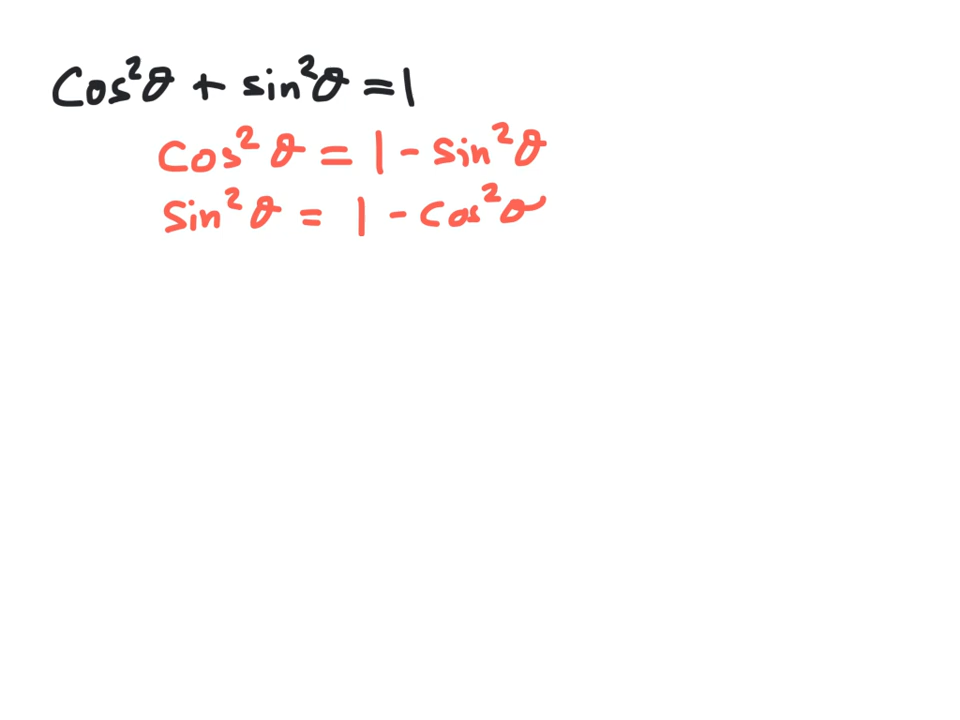 Cos²θ + sin²θ = 1
Cos²θ = 1 - sin²θ
Sin²θ = 1 - cos²θ